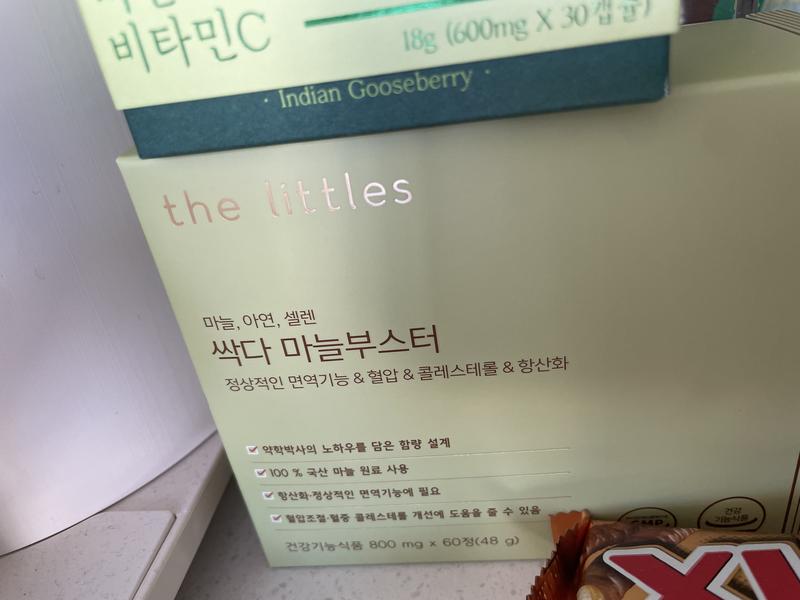 비타민C
18g (600mg X 30캡슐)
· Indian Gooseberry ·
the littles
마늘, 아연, 셀렌
싹다 마늘부스터
정상적인 면역기능 & 혈압 & 콜레스테롤 & 항산화
약학박사의 노하우를 담은 함량 설계
100 % 국산 마늘 원료 사용
항산화·정상적인 면역기능에 필요
혈압조절·혈중 콜레스테롤 개선에 도움을 줄 수 있음
건강기능식품 800 mg x 60정(48 g)
GMP
건강
기능식품